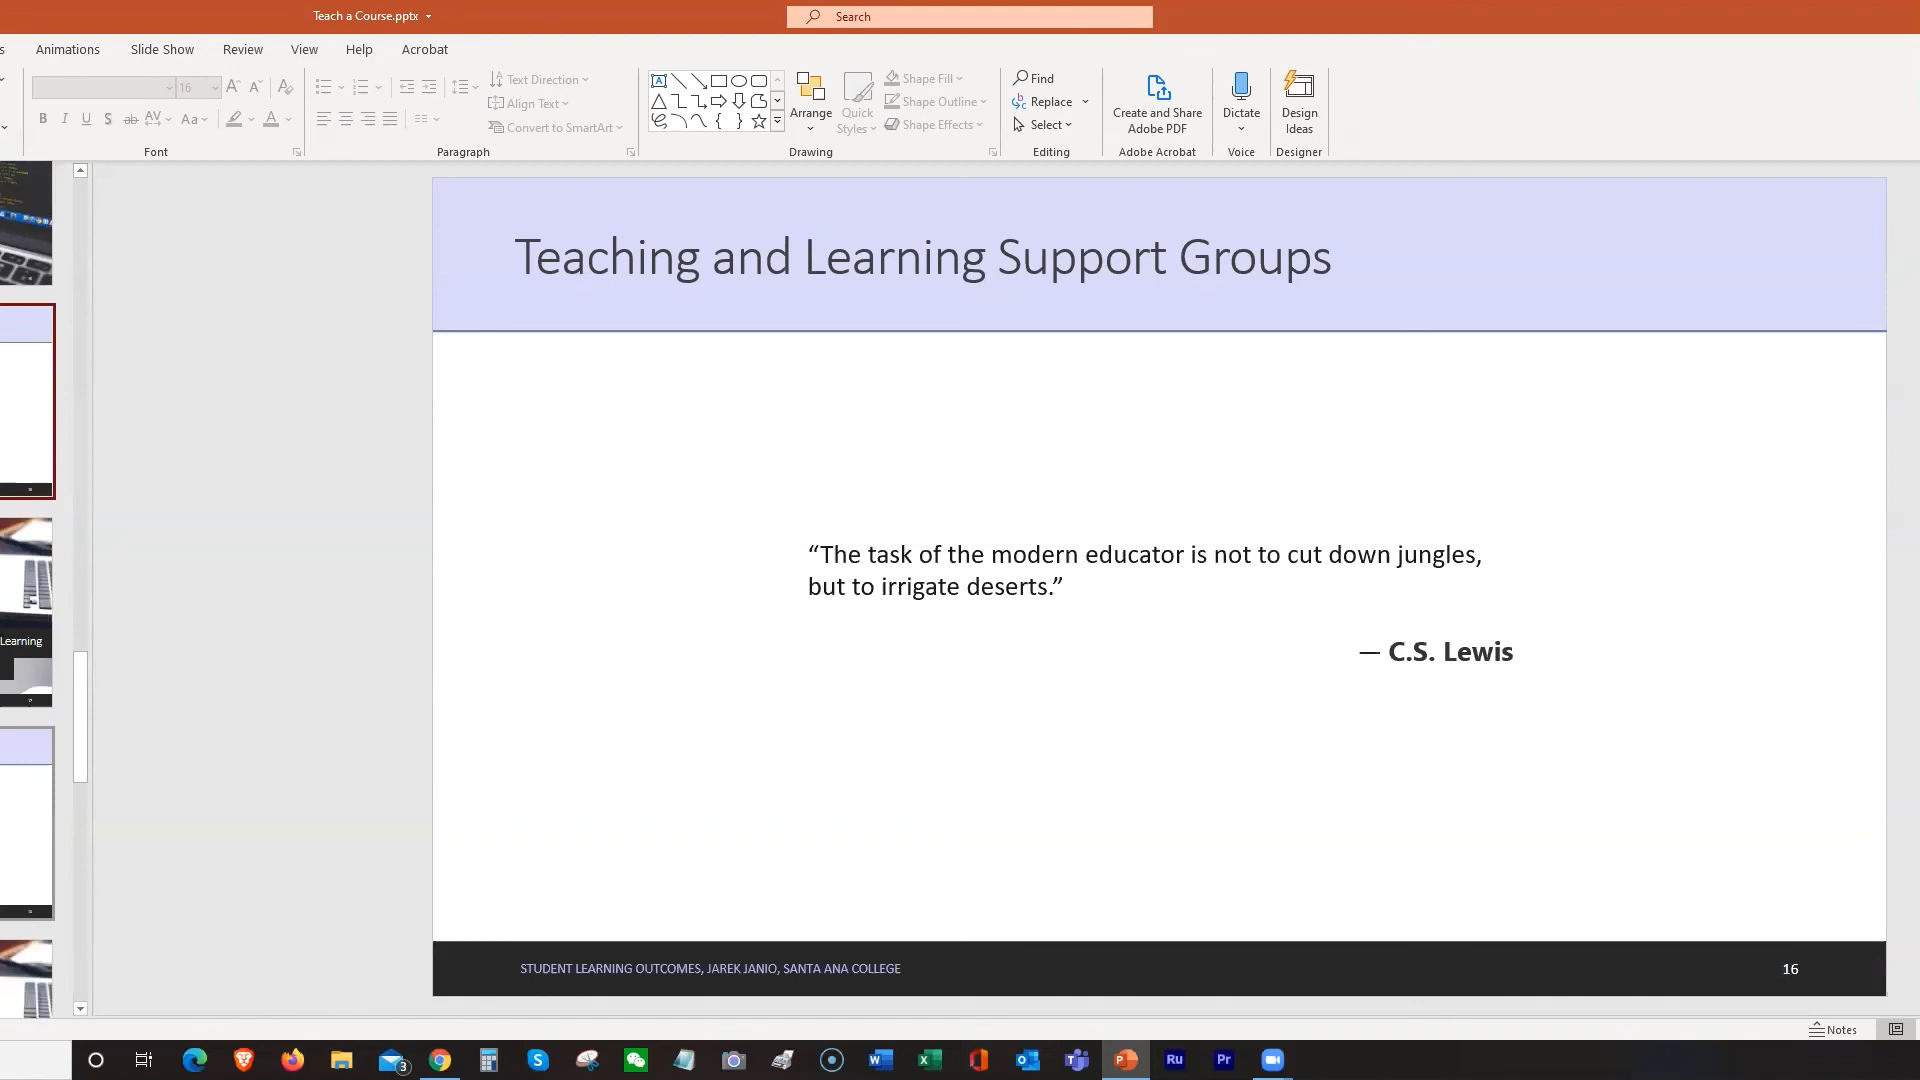 Teach a Course.pptx
Search
s Animations Slide Show Review View Help Acrobat
16
Text Direction
Align Text
Convert to SmartArt
Arrange
Quick Styles
Shape Fill
Shape Outline
Shape Effects
Find
Replace
Select
Create and Share
Adobe PDF
Dictate
Design
Ideas
Font
Paragraph
Drawing
Editing
Adobe Acrobat
Voice
Designer
Teaching and Learning Support Groups
“The task of the modern educator is not to cut down jungles,
but to irrigate deserts.”
— C.S. Lewis
Learning
STUDENT LEARNING OUTCOMES, JAREK JANIO, SANTA ANA COLLEGE
16
Notes
3
Ru
Pr